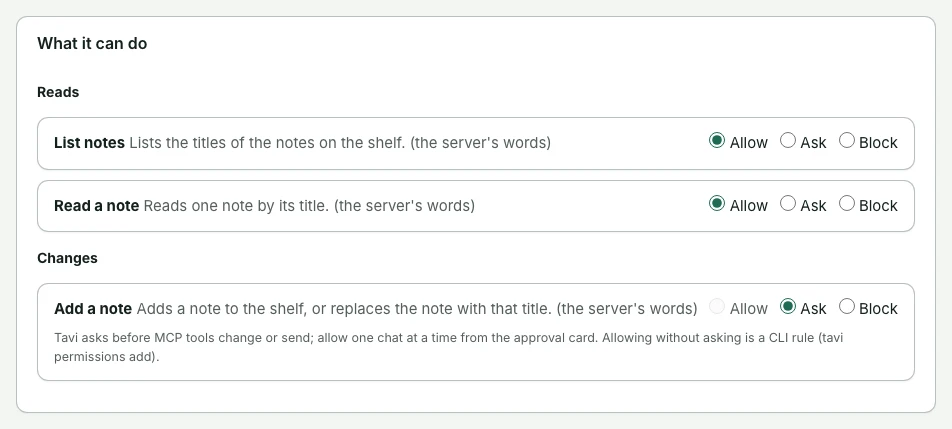 What it can do
Reads
List notes Lists the titles of the notes on the shelf. (the server's words) Allow Ask Block
Read a note Reads one note by its title. (the server's words) Allow Ask Block
Changes
Add a note Adds a note to the shelf, or replaces the note with that title. (the server's words) Allow Ask Block
Tavi asks before MCP tools change or send; allow one chat at a time from the approval card. Allowing without asking is a CLI rule (tavi
permissions add).